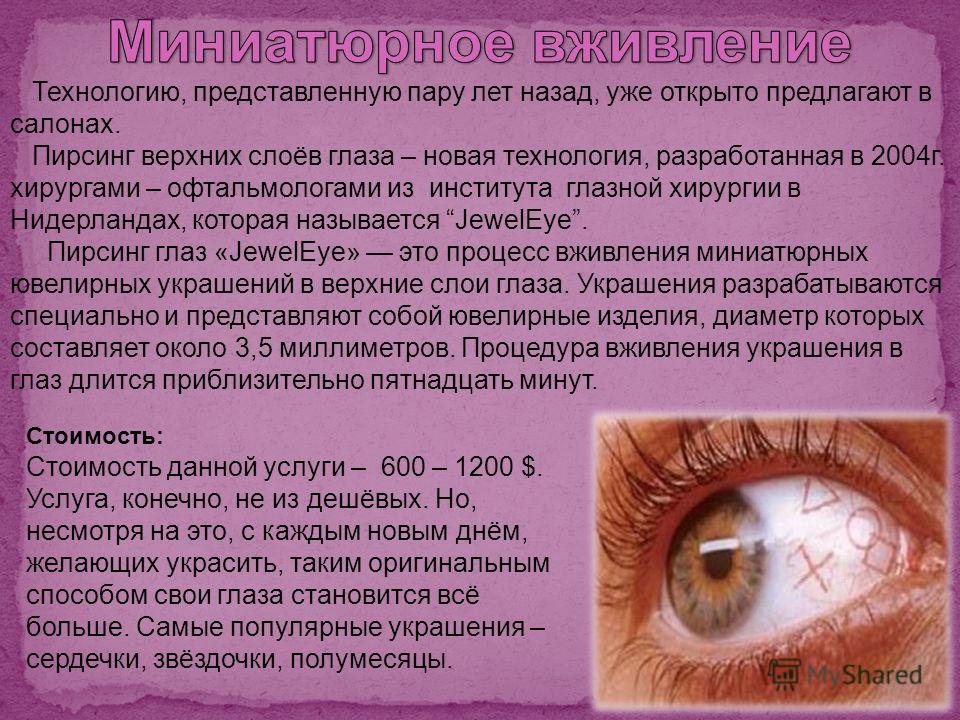 Миниатюрное вживление
Технологию, представленную пару лет назад, уже открыто предлагают в
салонах.
Пирсинг верхних слоёв глаза – новая технология, разработанная в 2004г.
хирургами – офтальмологами из института глазной хирургии в
Нидерландах, которая называется “JewelEye”.
Пирсинг глаз «JewelEye» — это процесс вживления миниатюрных
ювелирных украшений в верхние слои глаза. Украшения разрабатываются
специально и представляют собой ювелирные изделия, диаметр которых
составляет около 3,5 миллиметров. Процедура вживления украшения в
глаз длится приблизительно пятнадцать минут.
Стоимость:
Стоимость данной услуги – 600 – 1200 $.
Услуга, конечно, не из дешёвых. Но,
несмотря на это, с каждым новым днём,
желающих украсить, таким оригинальным
способом свои глаза становится всё
больше. Самые популярные украшения –
сердечки, звёздочки, полумесяцы.
MyShared